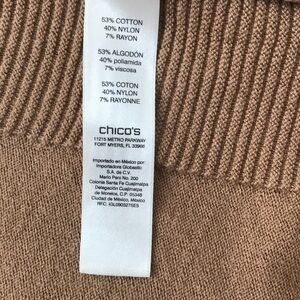 53% COTTON
40% NYLON
7% RAYON
53% ALGODÓN
40% poliamida
7% viscosa
53% COTON
40% NYLON
7% RAYONNE
chico's
11215 METRO PARKWAY
FORT MYERS, FL 33966
Importado en México por:
Importadora Globastic
S.A. de C.V.
Mario Pani No. 200
Colonia Santa Fe Cuajimalpa
Delegación Cuajimalpa
de Morelos, C.P. 05348
Ciudad de México, México
RFC: